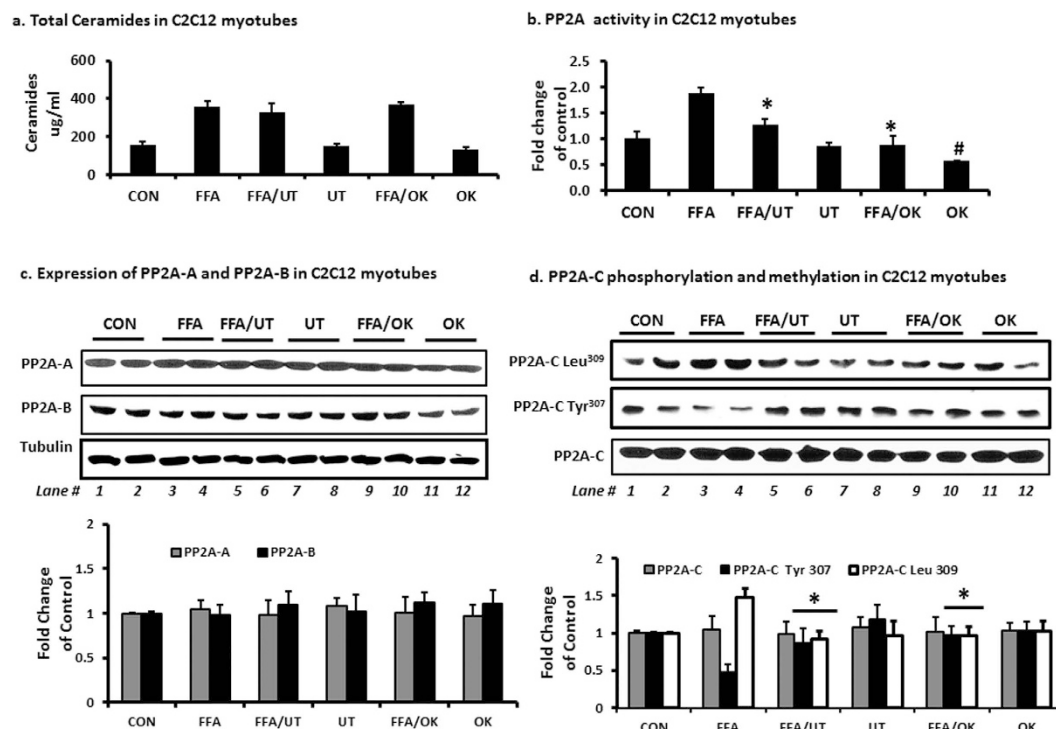 a. Total Ceramides in C2C12 myotubes
Ceramides
ug/ml
600
400
200
0
CON FFA FFA/UT UT FFA/OK OK
b. PP2A activity in C2C12 myotubes
Fold change
of control
2.5
2.0
1.5
1.0
0.5
0.0
* * #
CON FFA FFA/UT UT FFA/OK OK
c. Expression of PP2A-A and PP2A-B in C2C12 myotubes
CON FFA FFA/UT UT FFA/OK OK
PP2A-A
PP2A-B
Tubulin
Lane # 1 2 3 4 5 6 7 8 9 10 11 12
Fold Change
of Control
2
1.5
1
0.5
0
PP2A-A PP2A-B
CON FFA FFA/UT UT FFA/OK OK
d. PP2A-C phosphorylation and methylation in C2C12 myotubes
CON FFA FFA/UT UT FFA/OK OK
PP2A-C Leu³⁰⁹
PP2A-C Tyr³⁰⁷
PP2A-C
Lane # 1 2 3 4 5 6 7 8 9 10 11 12
Fold Change
of Control
2
1.5
1
0.5
0
PP2A-C PP2A-C Tyr 307 PP2A-C Leu 309
* *
CON FFA FFA/UT UT FFA/OK OK